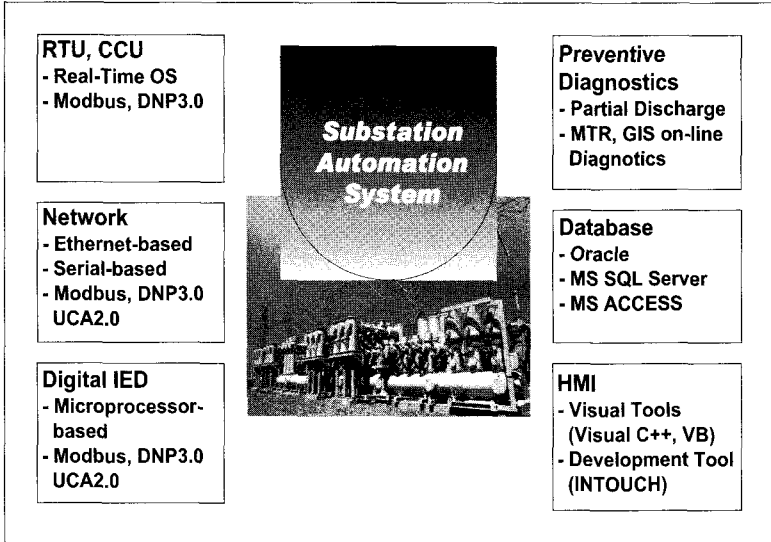 RTU, CCU
- Real-Time OS
- Modbus, DNP3.0
Network
- Ethernet-based
- Serial-based
- Modbus, DNP3.0
UCA2.0
Digital IED
- Microprocessor-
based
- Modbus, DNP3.0
UCA2.0
Substation
Automation
System
Preventive
Diagnostics
- Partial Discharge
- MTR, GIS on-line
Diagnotics
Database
- Oracle
- MS SQL Server
- MS ACCESS
HMI
- Visual Tools
(Visual C++, VB)
- Development Tool
(INTOUCH)